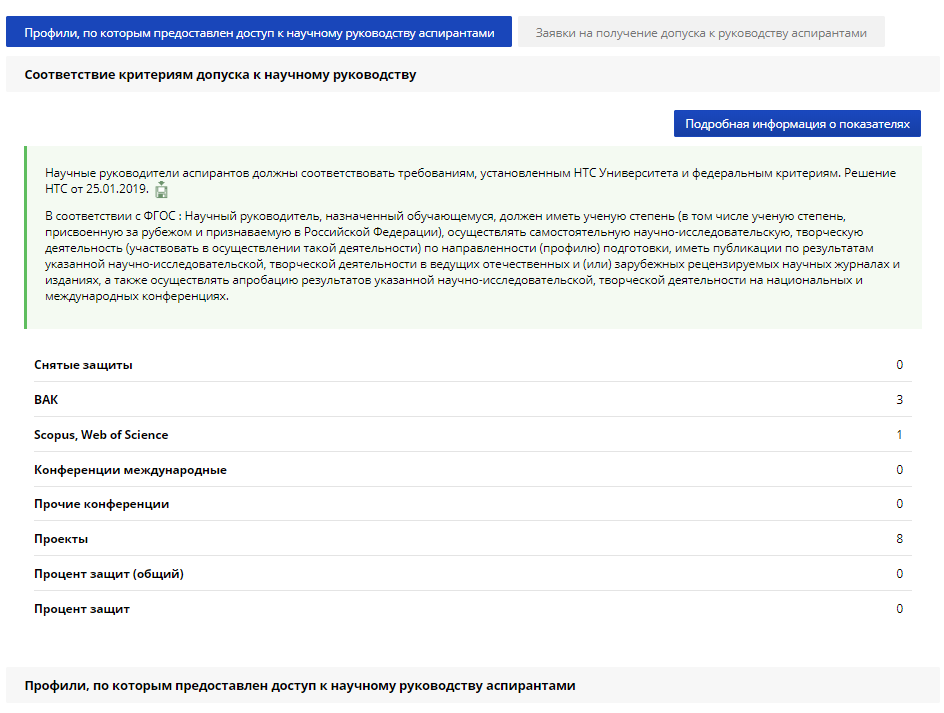 Профили, по которым предоставлен доступ к научному руководству аспирантами
Заявки на получение допуска к руководству аспирантами
Соответствие критериям допуска к научному руководству
Подробная информация о показателях
Научные руководители аспирантов должны соответствовать требованиям, установленным НТС Университета и федеральным критериям. Решение
НТС от 25.01.2019.
В соответствии с ФГОС : Научный руководитель, назначенный обучающемуся, должен иметь ученую степень (в том числе ученую степень,
присвоенную за рубежом и признаваемую в Российской Федерации), осуществлять самостоятельную научно-исследовательскую, творческую
деятельность (участвовать в осуществлении такой деятельности) по направленности (профилю) подготовки, иметь публикации по результатам
указанной научно-исследовательской, творческой деятельности в ведущих отечественных и (или) зарубежных рецензируемых научных журналах и
изданиях, а также осуществлять апробацию результатов указанной научно-исследовательской, творческой деятельности на национальных и
международных конференциях.
Снятые защиты 0
ВАК 3
Scopus, Web of Science 1
Конференции международные 0
Прочие конференции 0
Проекты 8
Процент защит (общий) 0
Процент защит 0
Профили, по которым предоставлен доступ к научному руководству аспирантами